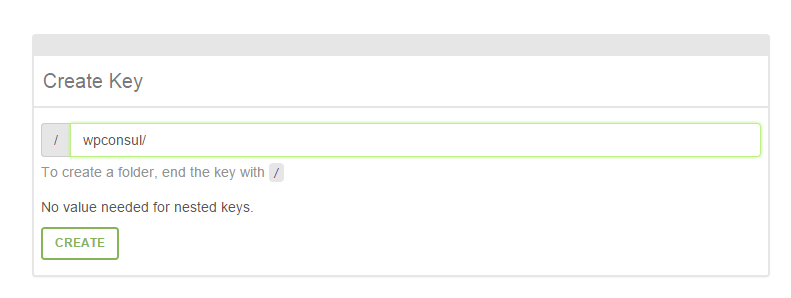 Create Key
/ wpconsul/
To create a folder, end the key with /
No value needed for nested keys.
CREATE